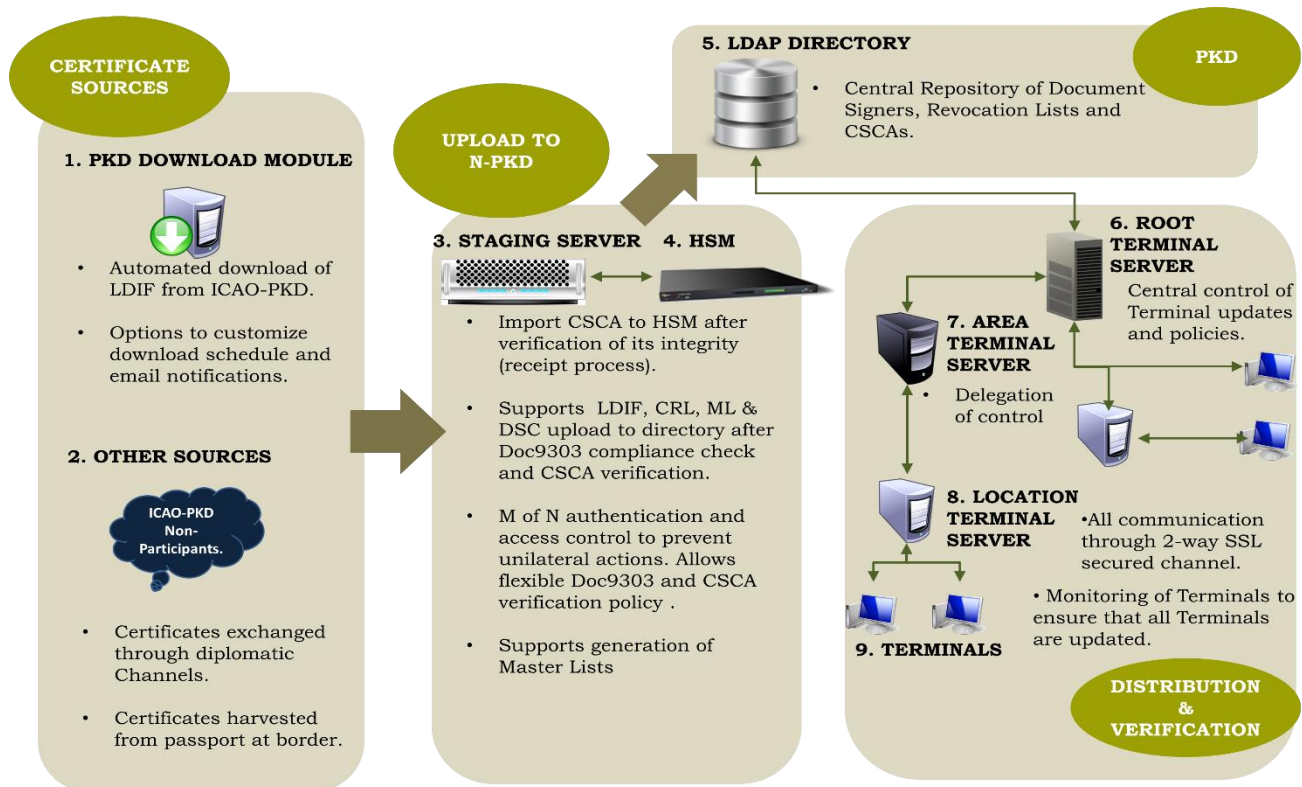 CERTIFICATE
SOURCES
1. PKD DOWNLOAD MODULE
• Automated download of
LDIF from ICAO-PKD.
• Options to customize
download schedule and
email notifications.
2. OTHER SOURCES
ICAO-PKD
Non-
Participants.
• Certificates exchanged
through diplomatic
Channels.
• Certificates harvested
from passport at border.
UPLOAD TO
N-PKD
3. STAGING SERVER
4. HSM
• Import CSCA to HSM after
verification of its integrity
(receipt process).
• Supports LDIF, CRL, ML &
DSC upload to directory after
Doc9303 compliance check
and CSCA verification.
• M of N authentication and
access control to prevent
unilateral actions. Allows
flexible Doc9303 and CSCA
verification policy .
• Supports generation of
Master Lists
PKD
5. LDAP DIRECTORY
• Central Repository of Document
Signers, Revocation Lists and
CSCAs.
6. ROOT
TERMINAL
SERVER
Central control of
Terminal updates
and policies.
7. AREA
TERMINAL
SERVER
• Delegation
of control
8. LOCATION
TERMINAL
SERVER
•All communication
through 2-way SSL
secured channel.
• Monitoring of Terminals to
ensure that all Terminals
are updated.
9. TERMINALS
DISTRIBUTION
&
VERIFICATION